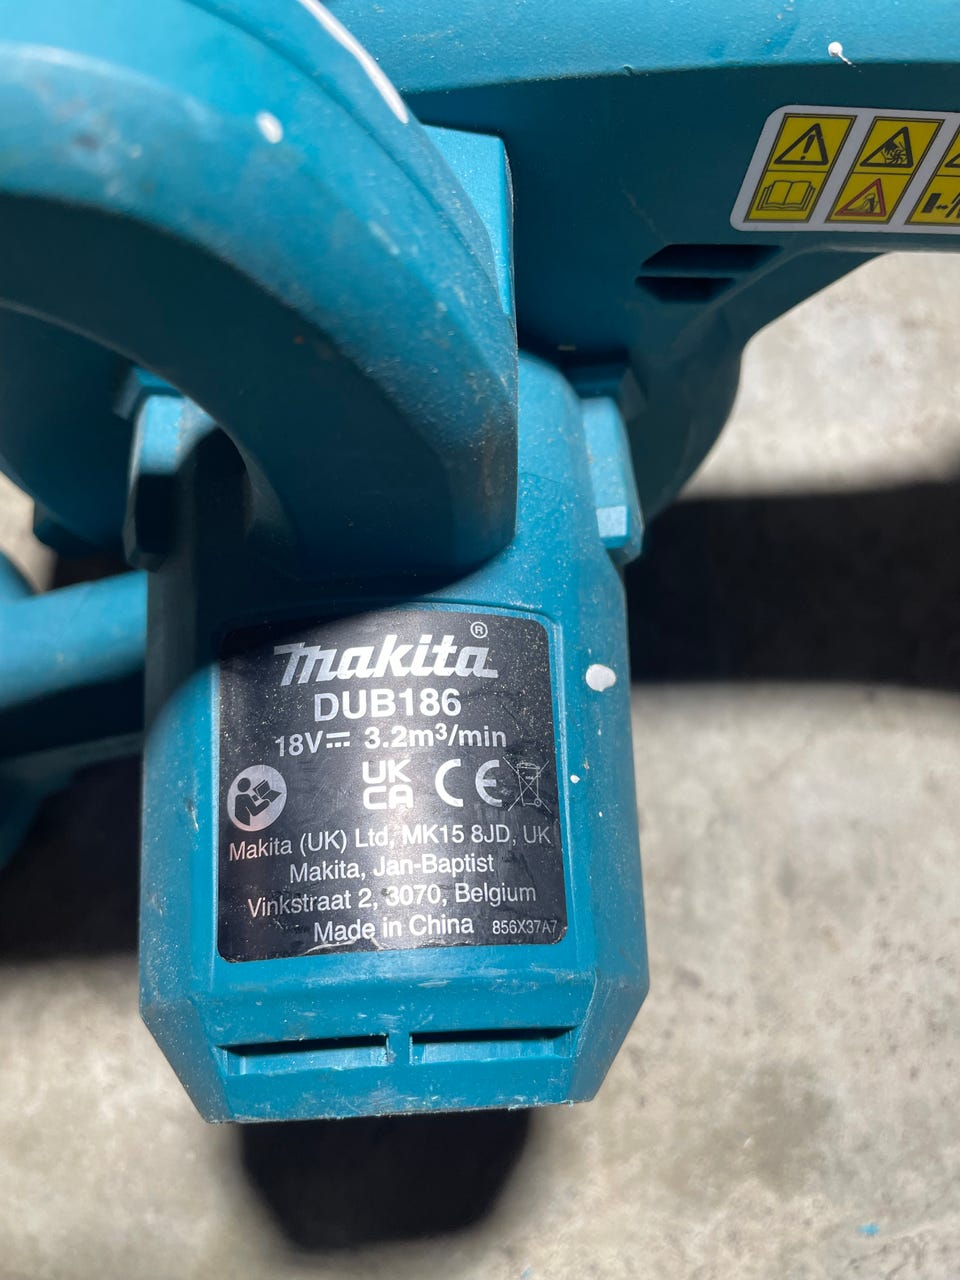 makita®
DUB186
18V⎓ 3.2m³/min
UK
CA CE
Makita (UK) Ltd, MK15 8JD, UK
Makita, Jan-Baptist
Vinkstraat 2, 3070, Belgium
Made in China 856X37A7